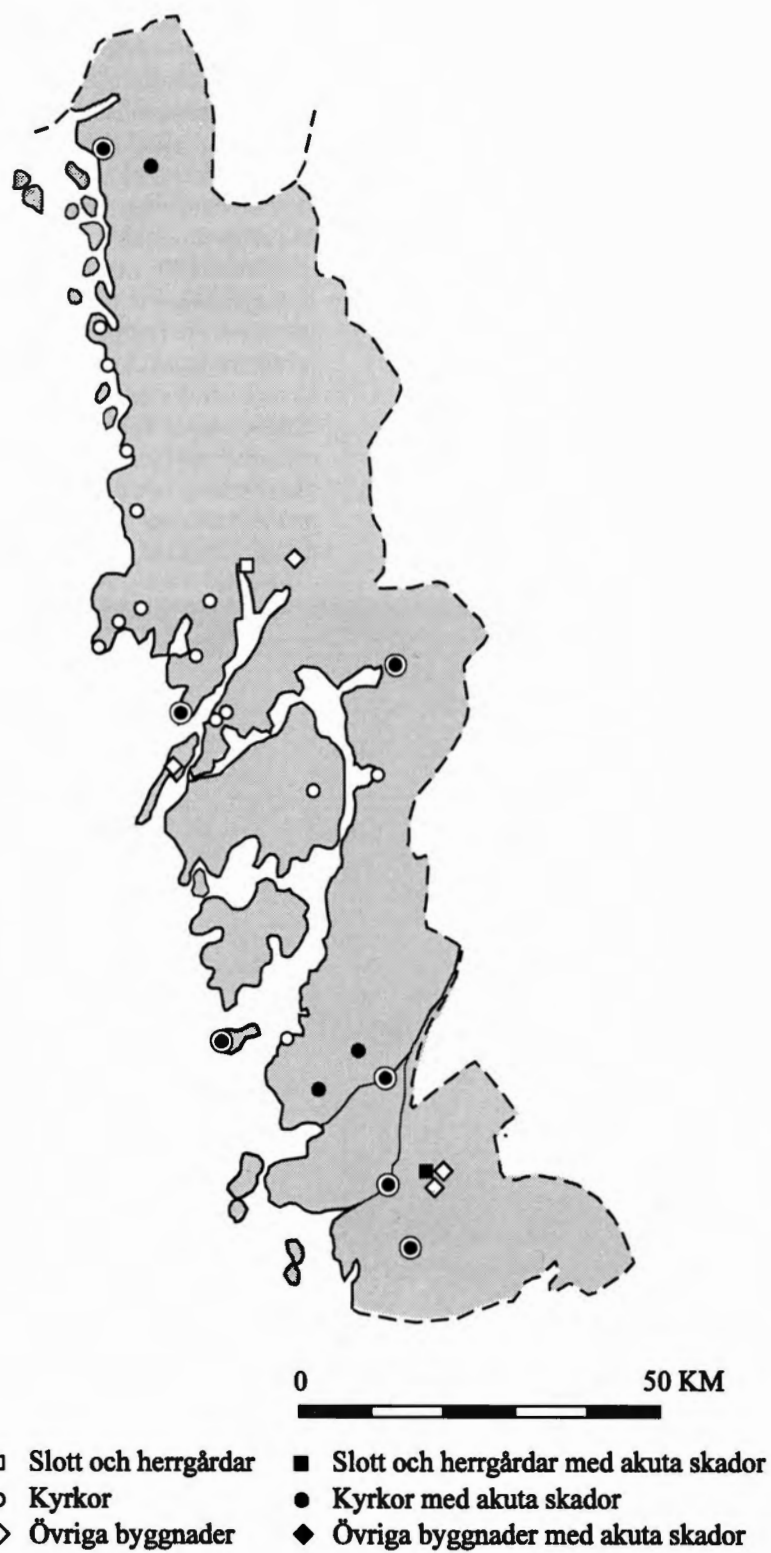 0 50 KM
Slott och herrgårdar ■ Slott och herrgårdar med akuta skador
Kyrkor ● Kyrkor med akuta skador
Övriga byggnader ◆ Övriga byggnader med akuta skador